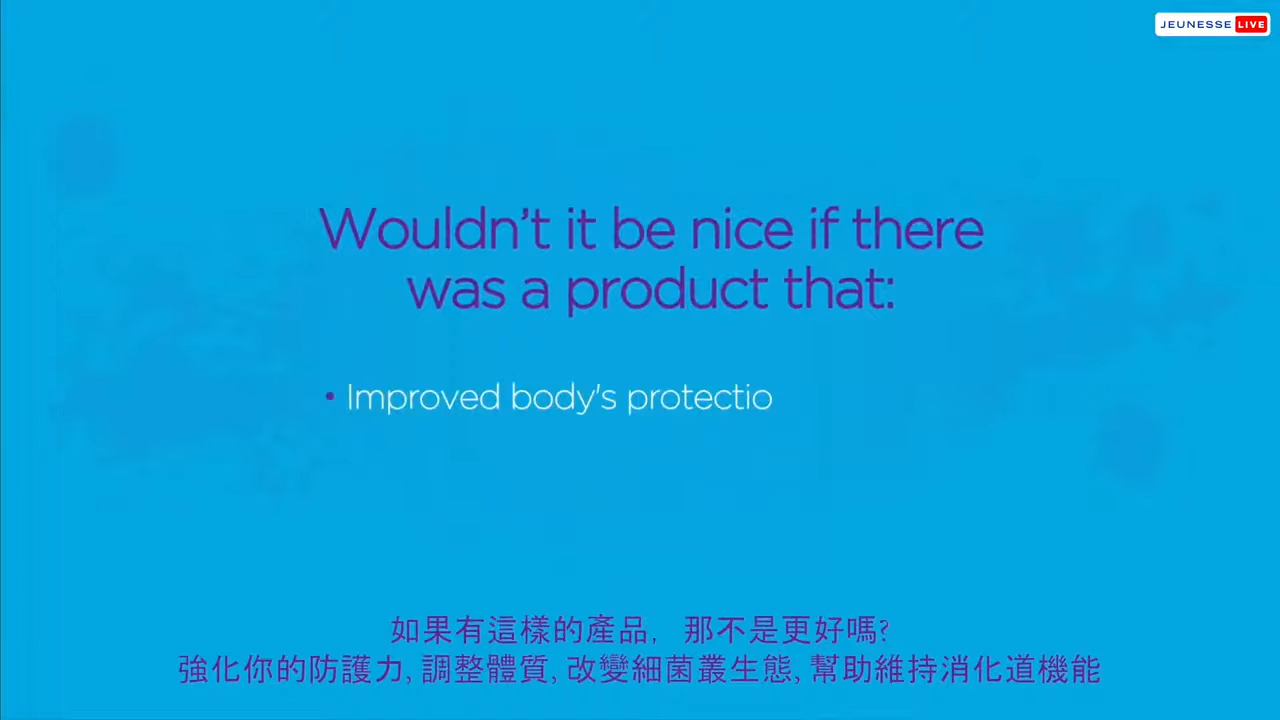 JEUNESSE LIVE
Wouldn't it be nice if there
was a product that:
• Improved body's protectio
如果有這樣的產品, 那不是更好嗎?
強化你的防護力, 調整體質, 改變細菌叢生態, 幫助維持消化道機能